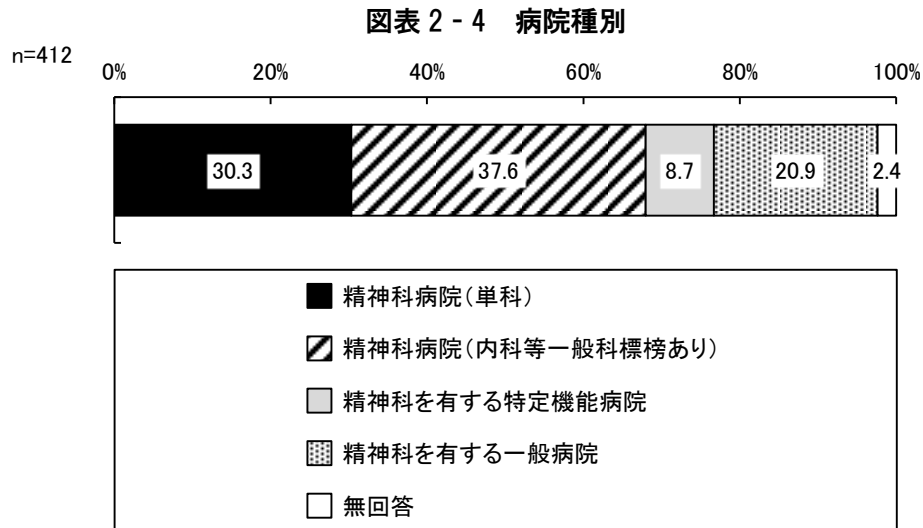 図表 2 - 4 病院種別
n=412
0% 20% 40% 60% 80% 100%
30.3 37.6 8.7 20.9 2.4
精神科病院(単科)
精神科病院(内科等一般科標榜あり)
精神科を有する特定機能病院
精神科を有する一般病院
無回答